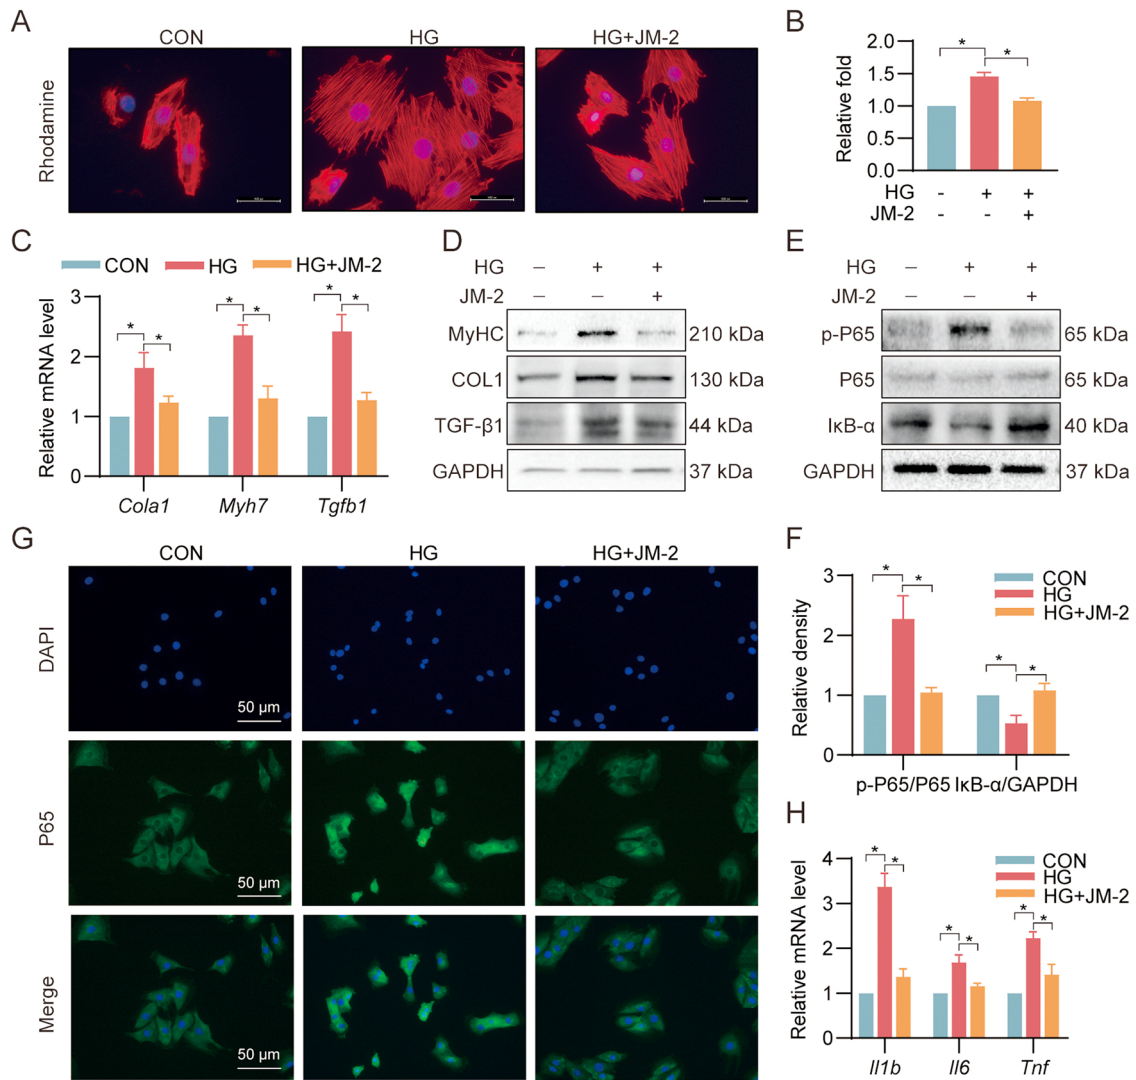 A
CON
HG
HG+JM-2
Rhodamine
B
Relative fold
2.0
1.5
1.0
0.5
0.0
* *
HG - + +
JM-2 - - +
C
CON HG HG+JM-2
Relative mRNA level
3
2
1
0
* * * * * *
Cola1 Myh7 Tgfb1
D
HG – + +
JM-2 – – +
MyHC 210 kDa
COL1 130 kDa
TGF-β1 44 kDa
GAPDH 37 kDa
E
HG – + +
JM-2 – – +
p-P65 65 kDa
P65 65 kDa
IκB-α 40 kDa
GAPDH 37 kDa
G
CON
HG
HG+JM-2
DAPI
50 μm
P65
50 μm
Merge
50 μm
F
Relative density
3
2
1
0
* * * *
CON
HG
HG+JM-2
p-P65/P65 IκB-α/GAPDH
H
Relative mRNA level
4
3
2
1
0
* * * * * *
CON
HG
HG+JM-2
Il1b Il6 Tnf